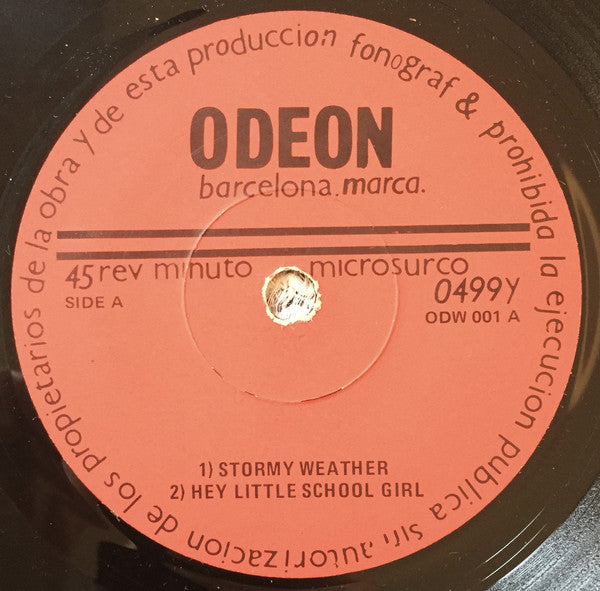 de los propietarios de la obra y de esta produccion fonograf & prohibida la ejecucion publica sin autorizacion
ODEON
barcelona.marca.
45 rev minuto microsurco
SIDE A
0499Y
ODW 001 A
1) STORMY WEATHER
2) HEY LITTLE SCHOOL GIRL